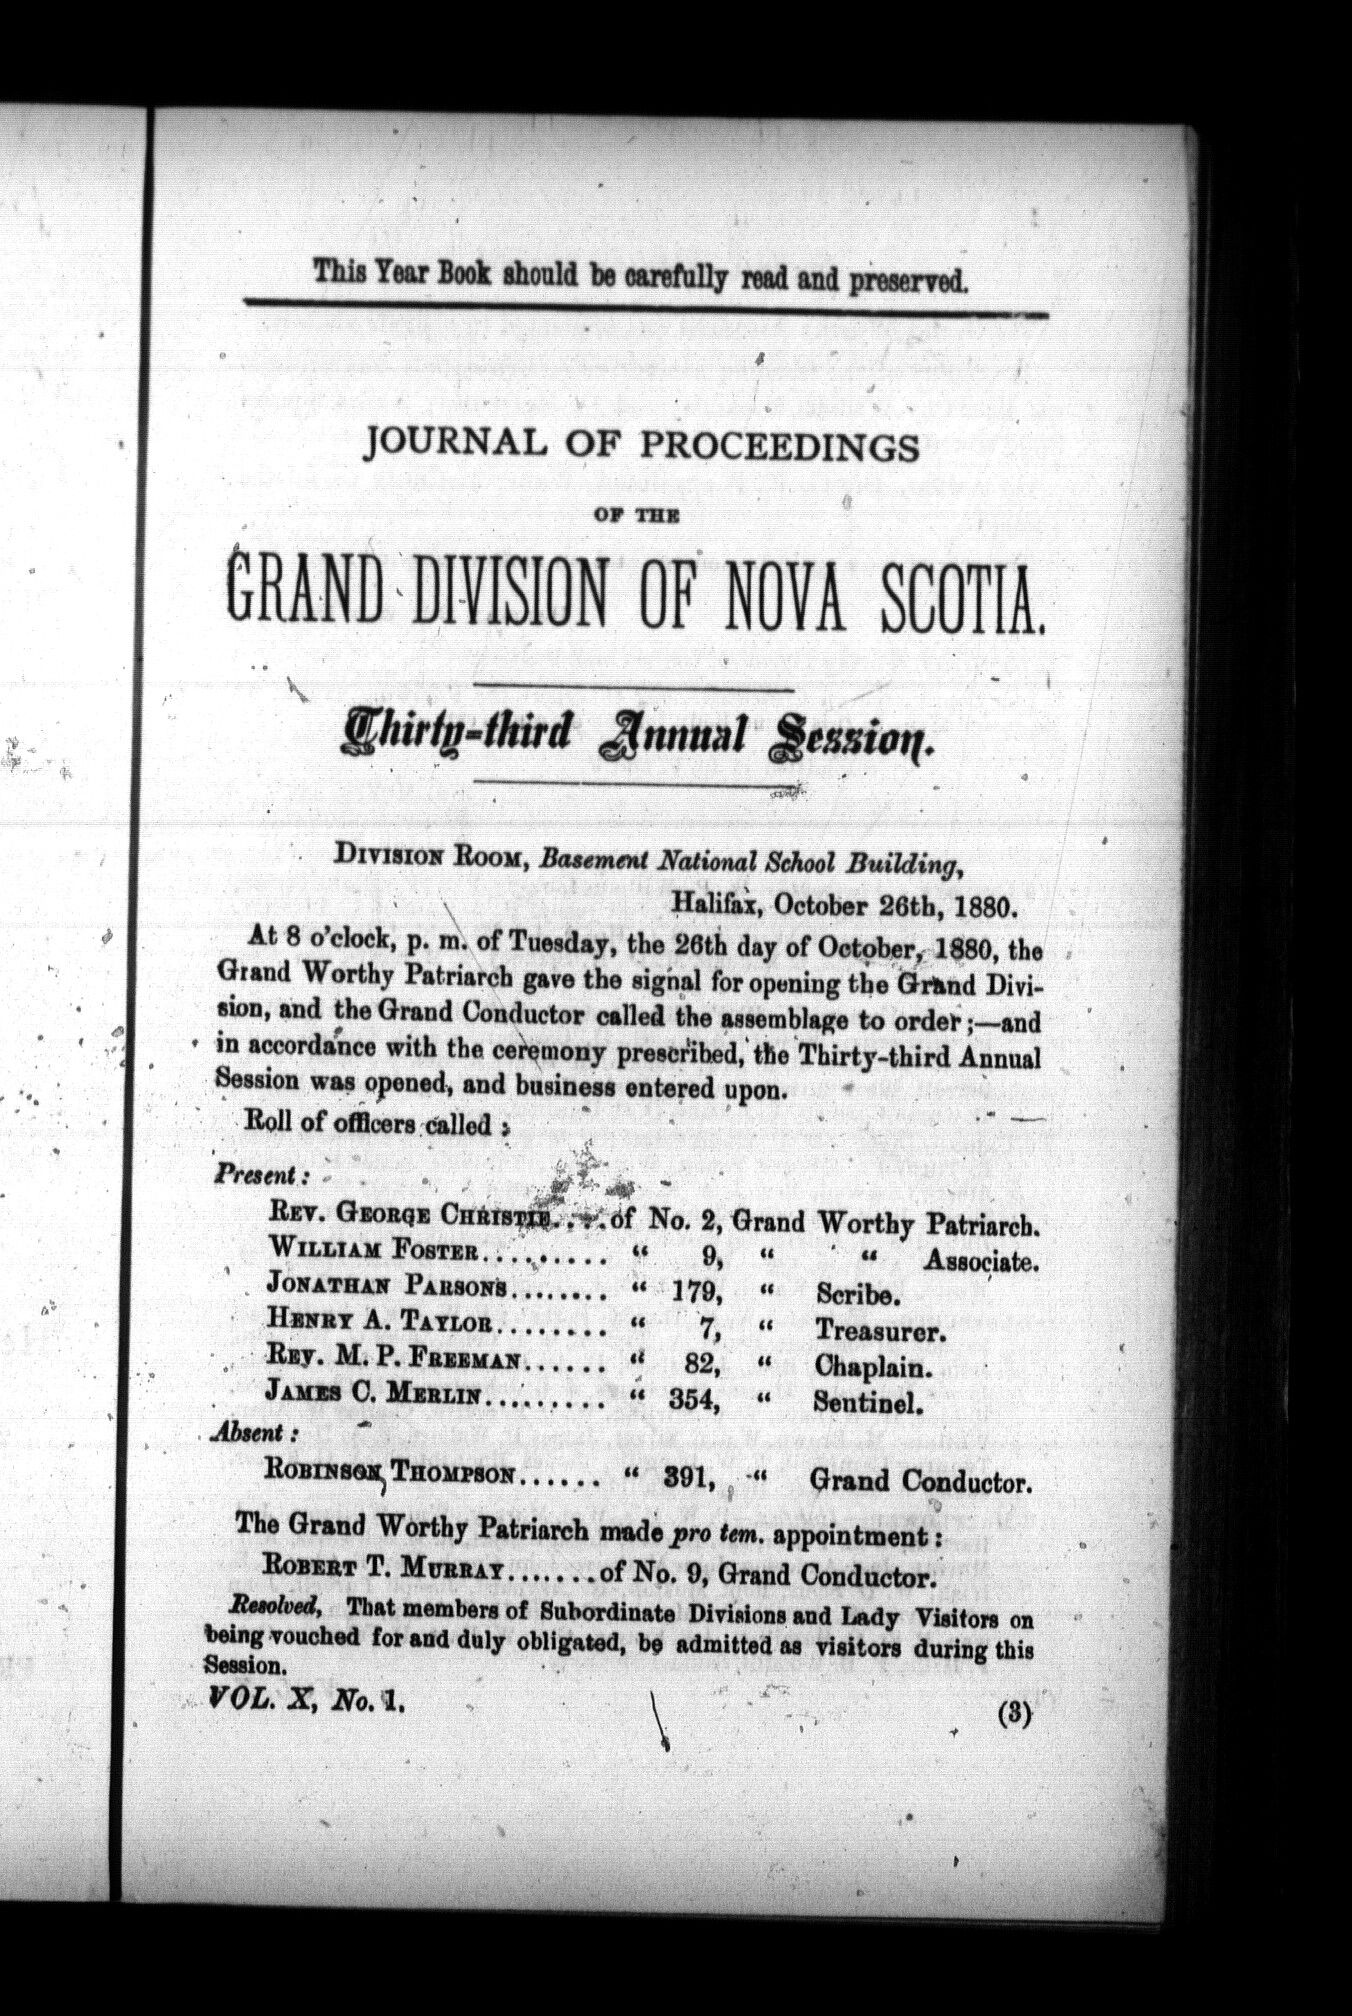 This Year Book should be carefully read and preserved.
JOURNAL OF PROCEEDINGS
OF THE
GRAND DIVISION OF NOVA SCOTIA.
Thirty-third Annual Session.
DIVISION ROOM, Basement National School Building,
Halifax, October 26th, 1880.
At 8 o'clock, p. m. of Tuesday, the 26th day of October, 1880, the
Grand Worthy Patriarch gave the signal for opening the Grand Divi-
sion, and the Grand Conductor called the assemblage to order;—and
in accordance with the ceremony prescribed, the Thirty-third Annual
Session was opened, and business entered upon.
Roll of officers called:
Present:
REV. GEORGE CHRISTIE....of No. 2, Grand Worthy Patriarch.
WILLIAM FOSTER......... " 9, " " Associate.
JONATHAN PARSONS........ " 179, " Scribe.
HENRY A. TAYLOR........ " 7, " Treasurer.
REV. M. P. FREEMAN...... " 82, " Chaplain.
JAMES C. MERLIN......... " 354, " Sentinel.
Absent:
ROBINSON THOMPSON...... " 391, " Grand Conductor.
The Grand Worthy Patriarch made pro tem. appointment:
ROBERT T. MURRAY.......of No. 9, Grand Conductor.
Resolved, That members of Subordinate Divisions and Lady Visitors on
being vouched for and duly obligated, be admitted as visitors during this
Session.
VOL. X, No. 1. (3)